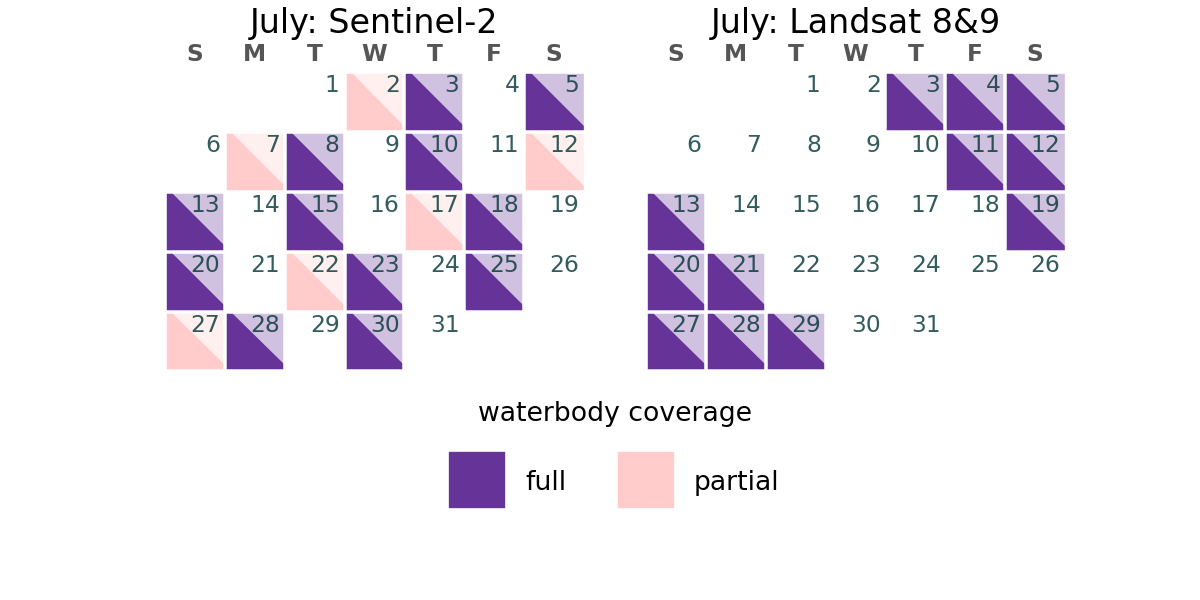 July: Sentinel-2
S M T W T F S
1 2 3 4 5
6 7 8 9 10 11 12
13 14 15 16 17 18 19
20 21 22 23 24 25 26
27 28 29 30 31
July: Landsat 8&9
S M T W T F S
1 2 3 4 5
6 7 8 9 10 11 12
13 14 15 16 17 18 19
20 21 22 23 24 25 26
27 28 29 30 31
waterbody coverage
full partial